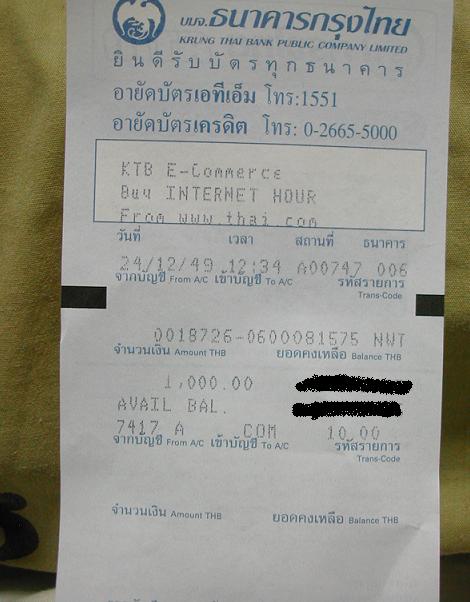 บมจ.ธนาคารกรุงไทย
KRUNG THAI BANK PUBLIC COMPANY LIMITED
ยินดีรับบัตรทุกธนาคาร
อายัดบัตรเอทีเอ็ม โทร:1551
อายัดบัตรเครดิต โทร: 0-2665-5000
KTB E-Commerce
Buy INTERNET HOUR
From www.thai.com
วันที่ เวลา สถานที่ ธนาคาร
24/12/49 12:34 A00747 006
จากบัญชี From A/C เข้าบัญชี To A/C รหัสรายการ
Trans-Code
0018726-0600081575 NWT
จำนวนเงิน Amount THB ยอดคงเหลือ Balance THB
1,000.00
AVAIL BAL.
7417 A COM 10.00
จากบัญชี From A/C เข้าบัญชี To A/C รหัสรายการ
Trans-Code
จำนวนเงิน Amount THB ยอดคงเหลือ Balance THB